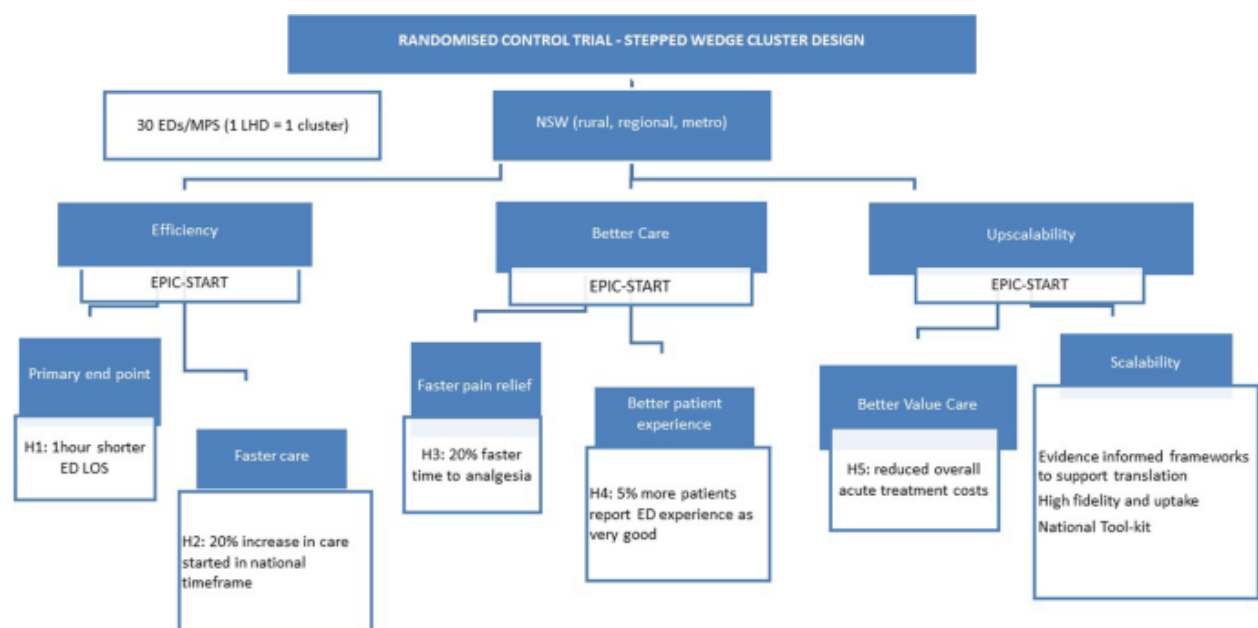 RANDOMISED CONTROL TRIAL - STEPPED WEDGE CLUSTER DESIGN
30 EDs/MPS (1 LHD = 1 cluster)
NSW (rural, regional, metro)
Efficiency
EPIC-START
Better Care
EPIC-START
Upscalability
EPIC-START
Primary end point
H1: 1hour shorter
ED LOS
Faster care
H2: 20% increase in care
started in national
timeframe
Faster pain relief
H3: 20% faster
time to analgesia
Better patient
experience
H4: 5% more patients
report ED experience as
very good
Better Value Care
H5: reduced overall
acute treatment costs
Scalability
Evidence informed frameworks
to support translation
High fidelity and uptake
National Tool-kit